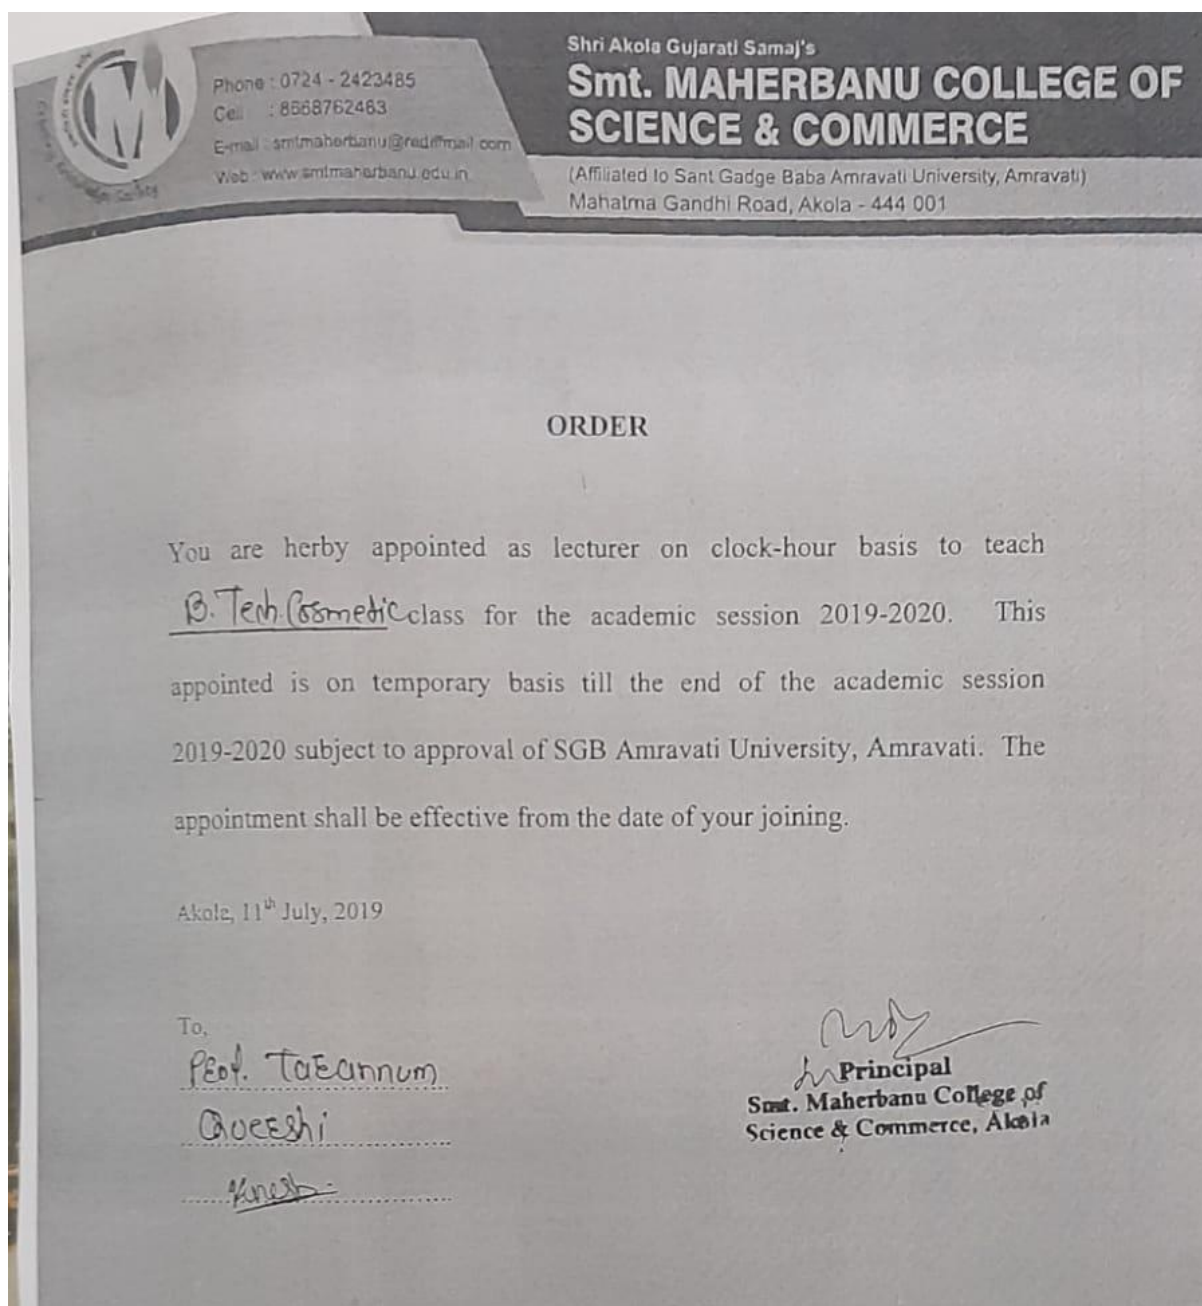 Phone : 0724 - 2423485
Cell : 8668762463
E-mail : smtmaherbanu@rediffmail.com
Web : www.smtmaherbanu.edu.in
Shri Akola Gujarati Samaj's
Smt. MAHERBANU COLLEGE OF
SCIENCE & COMMERCE
(Affiliated to Sant Gadge Baba Amravati University, Amravati)
Mahatma Gandhi Road, Akola - 444 001
ORDER
You are herby appointed as lecturer on clock-hour basis to teach
B. Tech. Cosmetic class for the academic session 2019-2020. This
appointed is on temporary basis till the end of the academic session
2019-2020 subject to approval of SGB Amravati University, Amravati. The
appointment shall be effective from the date of your joining.
Akola, 11th July, 2019
To,
Prof. Tarannum
Qureshi
Principal
Smt. Maherbanu College of
Science & Commerce, Akola